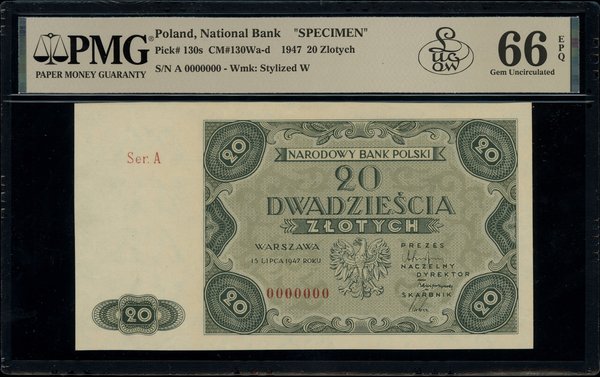 PMG
PAPER MONEY GUARANTY
Poland, National Bank "SPECIMEN"
Pick# 130s CM#130Wa-d 1947 20 Zlotych
S/N A 0000000 - Wmk: Stylized W
66 EPQ
Gem Uncirculated
Ser. A
20
20
NARODOWY BANK POLSKI
20
DWADZIEŚCIA
ZŁOTYCH
WARSZAWA
15 LIPCA 1947 ROKU
PREZES
NACZELNY
DYREKTOR
SKARBNIK
0000000
20
20
20